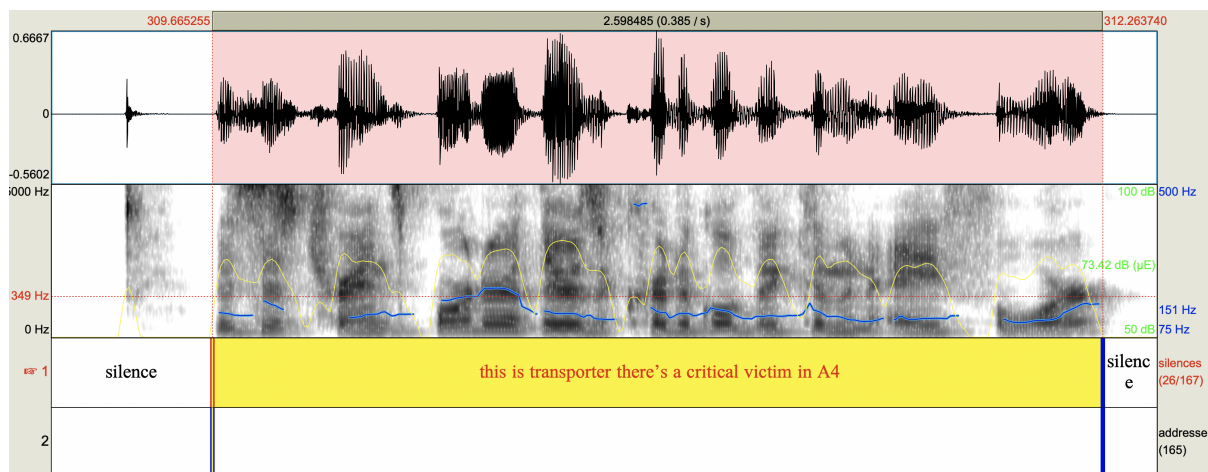 309.665255 2.598485 (0.385 / s) 312.263740
0.6667
0
-0.5602
5000 Hz 100 dB 500 Hz
73.42 dB (µE)
349 Hz
151 Hz
0 Hz 50 dB 75 Hz
☞ 1 silence this is transporter there's a critical victim in A4 silenc silences
e (26/167)
2 addresse
(165)